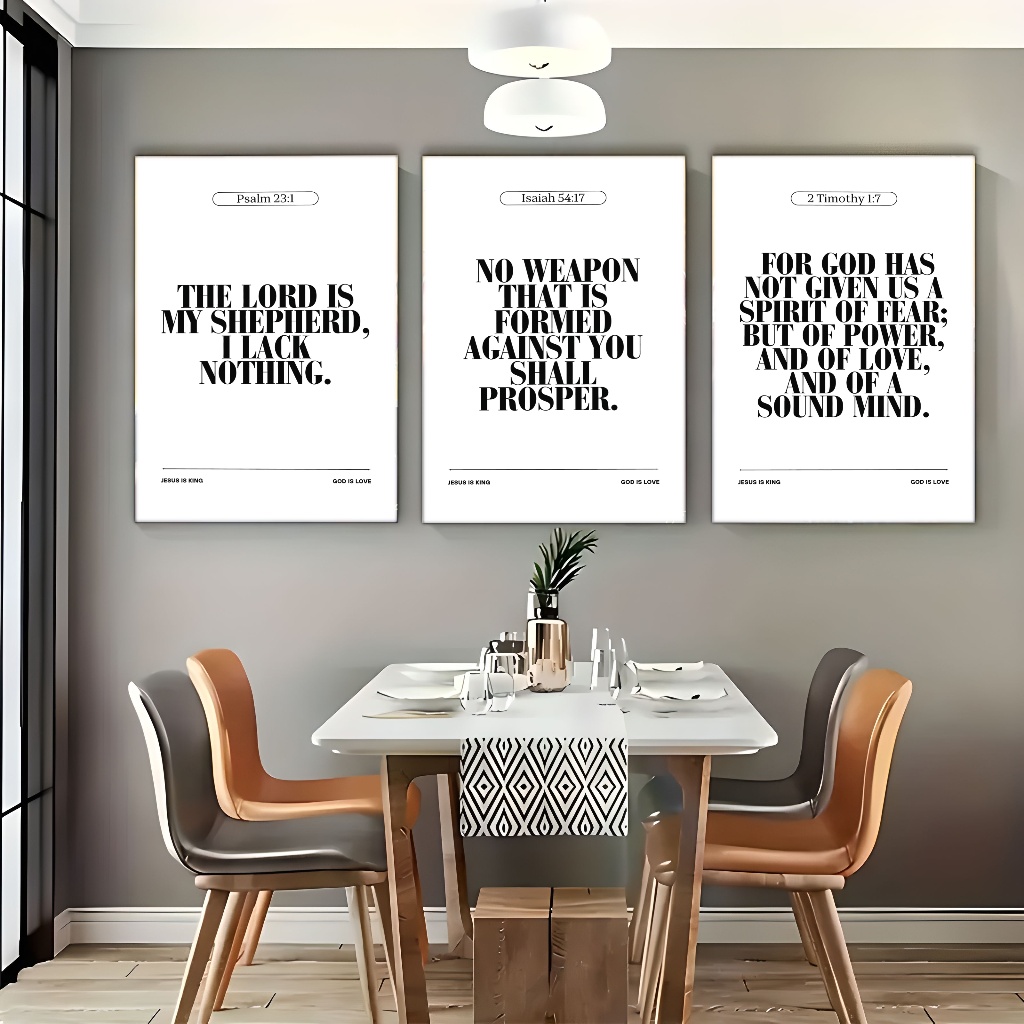 Psalm 23:1
THE LORD IS
MY SHEPHERD,
I LACK
NOTHING.
JESUS IS KING
GOD IS LOVE
Isaiah 54:17
NO WEAPON
THAT IS
FORMED
AGAINST YOU
SHALL
PROSPER.
JESUS IS KING
GOD IS LOVE
2 Timothy 1:7
FOR GOD HAS
NOT GIVEN US A
SPIRIT OF FEAR;
BUT OF POWER,
AND OF LOVE,
AND OF A
SOUND MIND.
JESUS IS KING
GOD IS LOVE